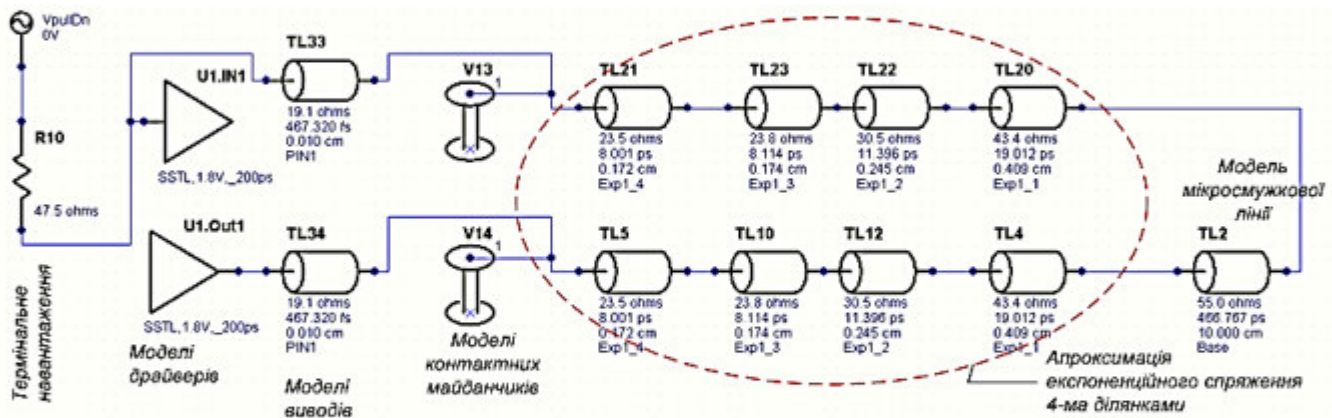 VpullDn
0V
R10
47.5 ohms
U1.IN1
SSTL,1.8V,_200ps
TL33
19.1 ohms
467.320 fs
0.010 cm
PIN1
V13
1
TL21
23.5 ohms
8.001 ps
0.172 cm
Exp1_4
TL23
23.8 ohms
8.114 ps
0.174 cm
Exp1_3
TL22
30.5 ohms
11.396 ps
0.245 cm
Exp1_2
TL20
43.4 ohms
19.012 ps
0.409 cm
Exp1_1
Модель
мікросмужкової
лінії
U1.Out1
SSTL,1.8V,_200ps
TL34
19.1 ohms
467.320 fs
0.010 cm
PIN1
V14
1
TL5
23.5 ohms
8.001 ps
0.172 cm
Exp1_4
TL10
23.8 ohms
8.114 ps
0.174 cm
Exp1_3
TL12
30.5 ohms
11.396 ps
0.245 cm
Exp1_2
TL4
43.4 ohms
19.012 ps
0.409 cm
Exp1_1
TL2
55.0 ohms
466.767 ps
10.000 cm
Base
Термінальне
навантаження
Моделі
драйверів
Моделі
виводів
Моделі
контактних
майданчиків
Апроксимація
експоненційного спряження
4-ма ділянками